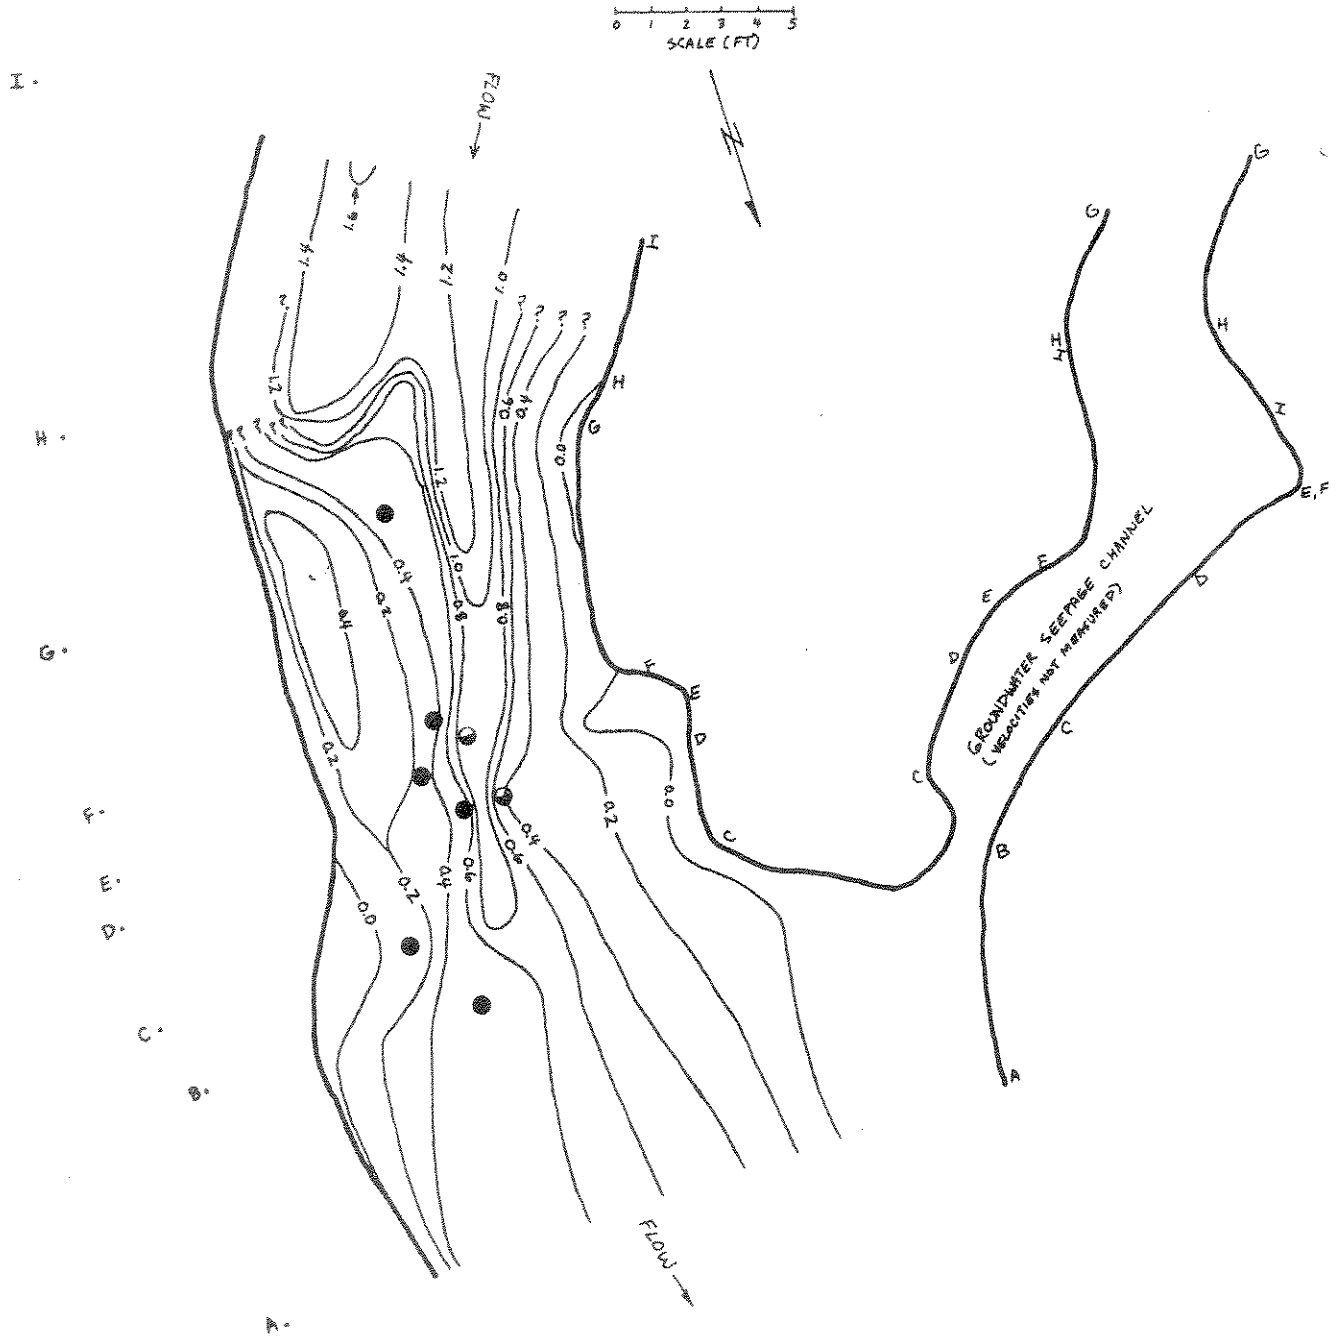 0 1 2 3 4 5
SCALE (FT)
I
FLOW
N
G
1.6
G
1.4
1.4
1.2
1.0
I
?
? ? ? ?
H
H
I
1.2
0.6
0.4
H
I
H
? ? ? ? ?
G
0.0
1.2
E, F
0.4
0.2
1.0
0.4
0.8
0.8
F
E
D
G
F
E
D
D
0.2
C
C
0.0
0.2
F
0.4
0.6
C
B
E
0.2
0.4
0.6
0.0
D
GROUNDWATER SEEPAGE CHANNEL
(VELOCITIES NOT MEASURED)
C
B
A
FLOW
A